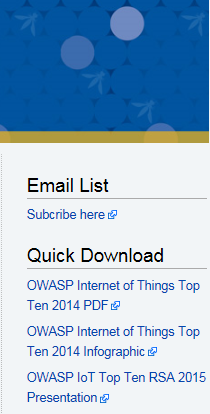 Email List
Subcribe here
Quick Download
OWASP Internet of Things Top
Ten 2014 PDF
OWASP Internet of Things Top
Ten 2014 Infographic
OWASP IoT Top Ten RSA 2015
Presentation